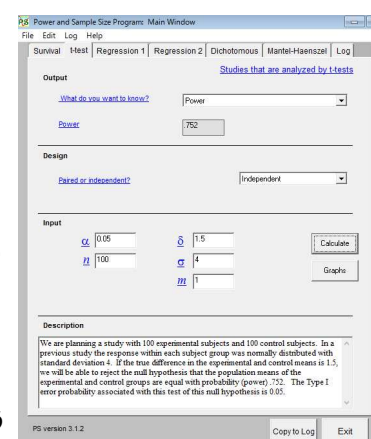 PS Power and Sample Size Program: Main Window
File Edit Log Help
Survival t-test Regression 1 Regression 2 Dichotomous Mantel-Haenszel Log
Studies that are analyzed by t-tests
Output
What do you want to know? Power
Power .752
Design
Paired or independent? Independent
Input
α 0.05 δ 1.5 Calculate
n 100 σ 4
m 1 Graphs
Description
We are planning a study with 100 experimental subjects and 100 control subjects. In a
previous study the response within each subject group was normally distributed with
standard deviation 4. If the true difference in the experimental and control means is 1.5,
we will be able to reject the null hypothesis that the population means of the
experimental and control groups are equal with probability (power) .752. The Type I
error probability associated with this test of this null hypothesis is 0.05.
PS version 3.1.2 Copy to Log Exit